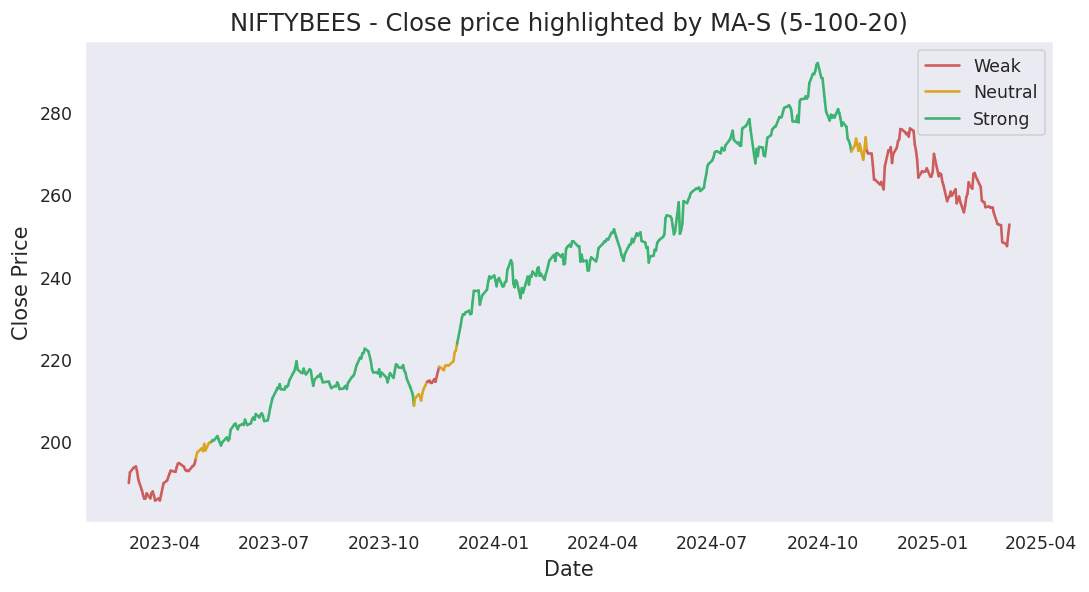 NIFTYBEES - Close price highlighted by MA-S (5-100-20)
Weak
Neutral
Strong
Close Price
280
260
240
220
200
2023-04
2023-07
2023-10
2024-01
2024-04
2024-07
2024-10
2025-01
2025-04
Date